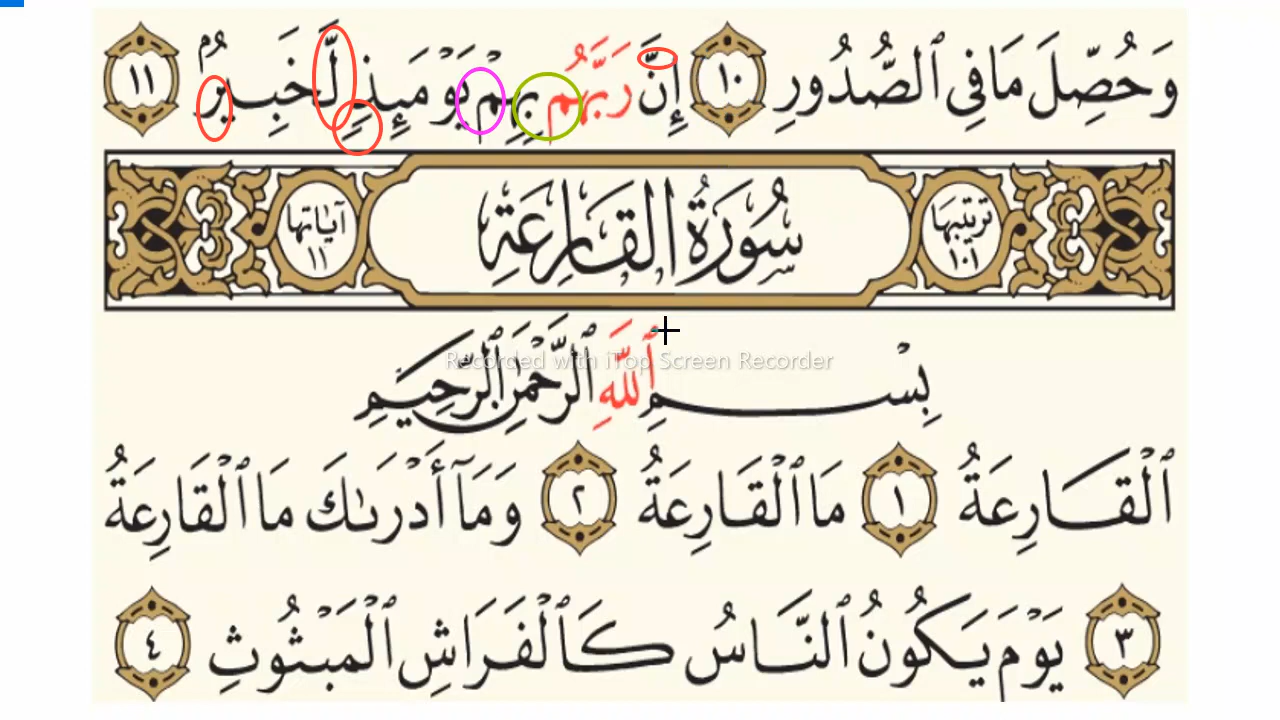 وَحُصِّلَ مَا فِى ٱلصُّدُورِ ١٠ إِنَّ رَبَّهُم بِهِمْ يَوْمَئِذٍ لَّخَبِيرٌۢ ١١
ترتيبها ١٠١ سُورَةُ القَارِعَةِ آياتها ١١
بِسْمِ ٱللَّهِ ٱلرَّحْمَٰنِ ٱلرَّحِيمِ
Recorded with iTop Screen Recorder
ٱلْقَارِعَةُ ١ مَا ٱلْقَارِعَةُ ٢ وَمَآ أَدْرَىٰكَ مَا ٱلْقَارِعَةُ
٣ يَوْمَ يَكُونُ ٱلنَّاسُ كَٱلْفَرَاشِ ٱلْمَبْثُوثِ ٤